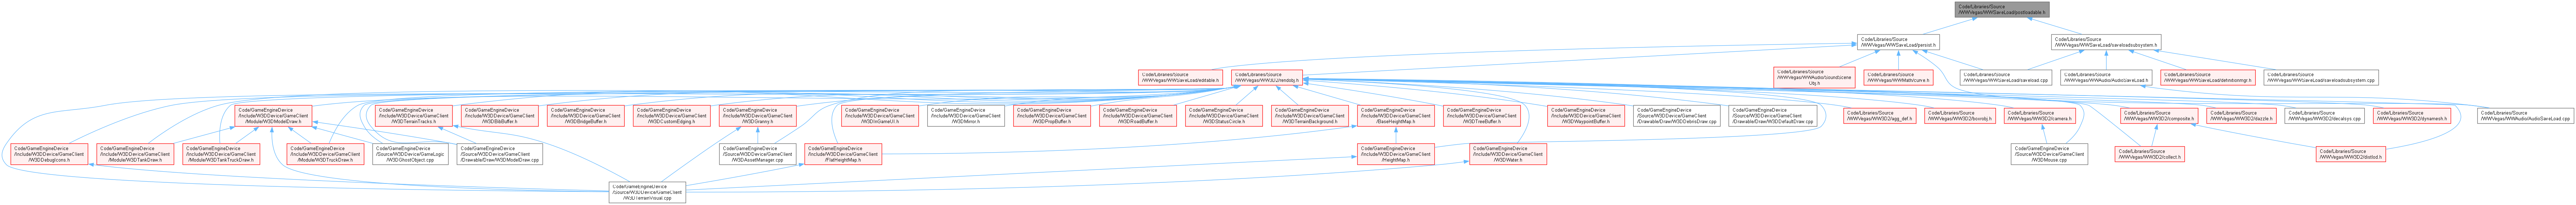 Code/Libraries/Source
/WWVegas/WWSaveLoad/postloadable.h
Code/Libraries/Source
/WWVegas/WWSaveLoad/persist.h
Code/Libraries/Source
/WWVegas/WWSaveLoad/saveloadsubsystem.h
Code/Libraries/Source
/WWVegas/WWSaveLoad/editable.h
Code/Libraries/Source
/WWVegas/WW3D2/rendobj.h
Code/Libraries/Source
/WWVegas/WWAudio/soundscene
Obj.h
Code/Libraries/Source
/WWVegas/WWMath/curve.h
Code/Libraries/Source
/WWVegas/WWSaveLoad/saveload.cpp
Code/Libraries/Source
/WWVegas/WWAudio/AudioSaveLoad.h
Code/Libraries/Source
/WWVegas/WWSaveLoad/definitionmgr.h
Code/Libraries/Source
/WWVegas/WWSaveLoad/saveloadsubsystem.cpp
Code/GameEngineDevice
/Include/W3DDevice/GameClient
/Module/W3DModelDraw.h
Code/GameEngineDevice
/Include/W3DDevice/GameClient
/W3DTerrainTracks.h
Code/GameEngineDevice
/Include/W3DDevice/GameClient
/W3DBibBuffer.h
Code/GameEngineDevice
/Include/W3DDevice/GameClient
/W3DBridgeBuffer.h
Code/GameEngineDevice
/Include/W3DDevice/GameClient
/W3DCustomEdging.h
Code/GameEngineDevice
/Include/W3DDevice/GameClient
/W3DGranny.h
Code/GameEngineDevice
/Include/W3DDevice/GameClient
/W3DInGameUI.h
Code/GameEngineDevice
/Include/W3DDevice/GameClient
/W3DMirror.h
Code/GameEngineDevice
/Include/W3DDevice/GameClient
/W3DPropBuffer.h
Code/GameEngineDevice
/Include/W3DDevice/GameClient
/W3DRoadBuffer.h
Code/GameEngineDevice
/Include/W3DDevice/GameClient
/W3DStatusCircle.h
Code/GameEngineDevice
/Include/W3DDevice/GameClient
/W3DTerrainBackground.h
Code/GameEngineDevice
/Include/W3DDevice/GameClient
/BaseHeightMap.h
Code/GameEngineDevice
/Include/W3DDevice/GameClient
/W3DTreeBuffer.h
Code/GameEngineDevice
/Include/W3DDevice/GameClient
/W3DWaypointBuffer.h
Code/GameEngineDevice
/Source/W3DDevice/GameClient
/Drawable/Draw/W3DDebrisDraw.cpp
Code/GameEngineDevice
/Source/W3DDevice/GameClient
/Drawable/Draw/W3DDefaultDraw.cpp
Code/Libraries/Source
/WWVegas/WW3D2/agg_def.h
Code/Libraries/Source
/WWVegas/WW3D2/boxrobj.h
Code/Libraries/Source
/WWVegas/WW3D2/camera.h
Code/Libraries/Source
/WWVegas/WW3D2/composite.h
Code/Libraries/Source
/WWVegas/WW3D2/dazzle.h
Code/Libraries/Source
/WWVegas/WW3D2/decalsys.cpp
Code/Libraries/Source
/WWVegas/WW3D2/dynamesh.h
Code/Libraries/Source
/WWVegas/WWAudio/AudioSaveLoad.cpp
Code/GameEngineDevice
/Include/W3DDevice/GameClient
/W3DDebugIcons.h
Code/GameEngineDevice
/Include/W3DDevice/GameClient
/Module/W3DTankDraw.h
Code/GameEngineDevice
/Include/W3DDevice/GameClient
/Module/W3DTankTruckDraw.h
Code/GameEngineDevice
/Include/W3DDevice/GameClient
/Module/W3DTruckDraw.h
Code/GameEngineDevice
/Source/W3DDevice/GameLogic
/W3DGhostObject.cpp
Code/GameEngineDevice
/Source/W3DDevice/GameClient
/Drawable/Draw/W3DModelDraw.cpp
Code/GameEngineDevice
/Source/W3DDevice/GameClient
/W3DAssetManager.cpp
Code/GameEngineDevice
/Include/W3DDevice/GameClient
/FlatHeightMap.h
Code/GameEngineDevice
/Include/W3DDevice/GameClient
/HeightMap.h
Code/GameEngineDevice
/Include/W3DDevice/GameClient
/W3DWater.h
Code/GameEngineDevice
/Source/W3DDevice/GameClient
/W3DMouse.cpp
Code/Libraries/Source
/WWVegas/WW3D2/collect.h
Code/Libraries/Source
/WWVegas/WW3D2/distlod.h
Code/GameEngineDevice
/Source/W3DDevice/GameClient
/W3DTerrainVisual.cpp